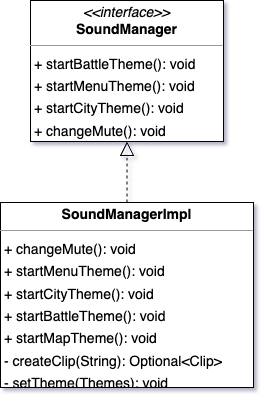 <<interface>>
SoundManager
+ startBattleTheme(): void
+ startMenuTheme(): void
+ startCityTheme(): void
+ changeMute(): void
SoundManagerImpl
+ changeMute(): void
+ startMenuTheme(): void
+ startCityTheme(): void
+ startBattleTheme(): void
+ startMapTheme(): void
- createClip(String): Optional<Clip>
- setTheme(Themes): void